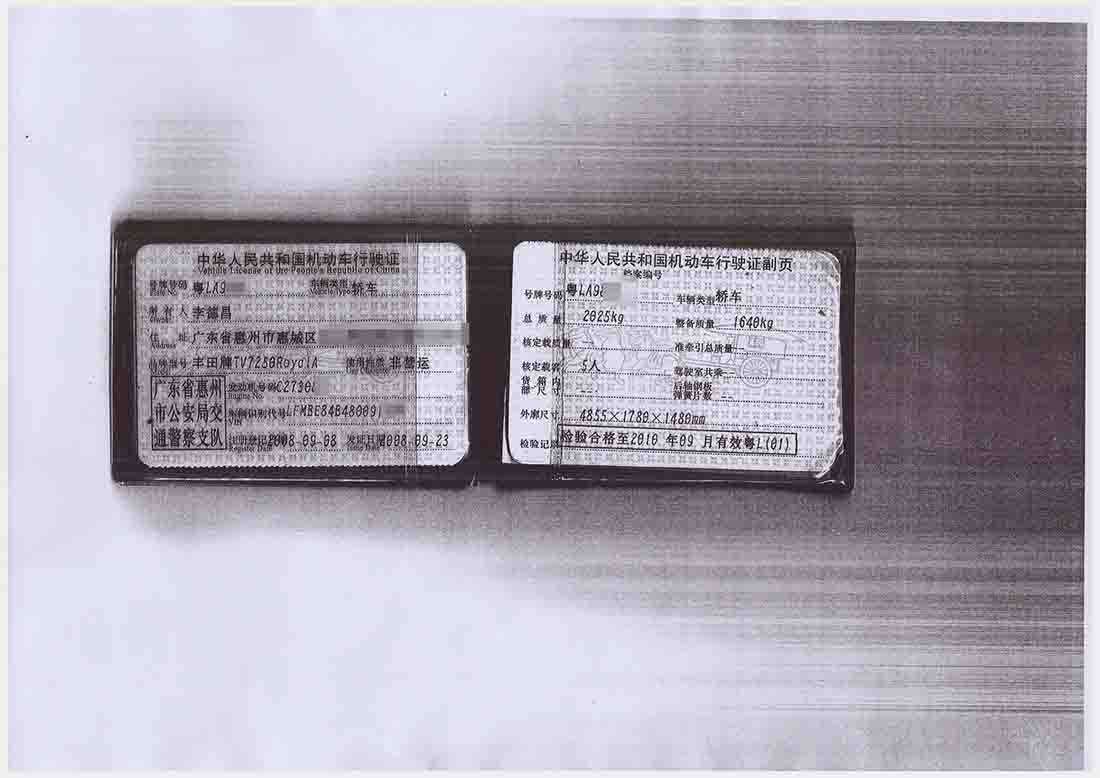 中华人民共和国机动车行驶证
Vehicle License of the People's Republic of China
号牌号码 粤LA9 车辆类型 轿车
所有人 李德昌
住址 广东省惠州市惠城区
品牌型号 丰田牌TV7250RoyalA 使用性质 非营运
广东省惠州
市公安局交
通警察支队
发动机号码 C2730
Engine No
车辆识别代号 LFMBE84B48009
VIN
注册登记 2008-09-08 发证日期 2008-09-23
Register Date
中华人民共和国机动车行驶证副页
档案编号
号牌号码 粤LA9 车辆类型 轿车
总质量 2025kg 整备质量 1640kg
核定载质量 -- 准牵引总质量 --
核定载客 5人 驾驶室共乘 --
货箱内部尺寸 -- 后轴钢板弹簧片数 --
外廓尺寸 4855×1780×1480mm
检验记录 检验合格至2010 年09 月有效粤L(01)